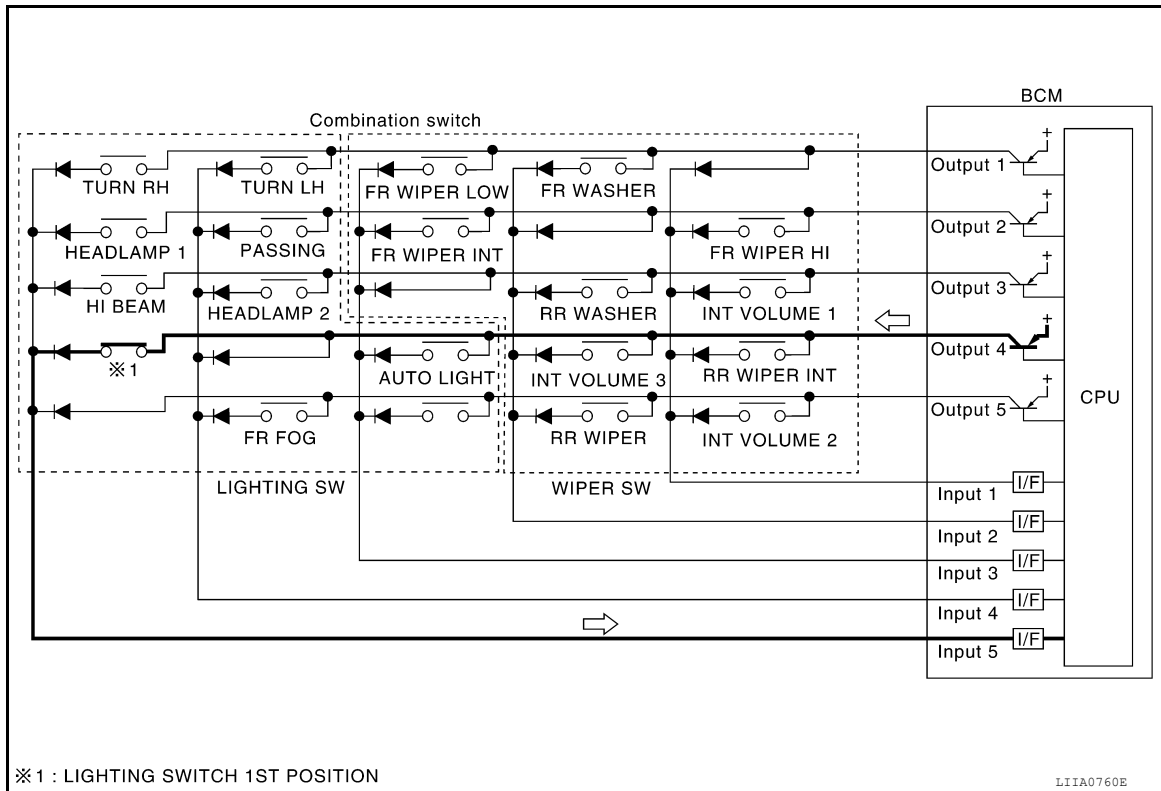 BCM
Combination switch
+
Output 1
TURN RH
TURN LH
FR WIPER LOW
FR WASHER
+
Output 2
HEADLAMP 1
PASSING
FR WIPER INT
FR WIPER HI
+
Output 3
HI BEAM
HEADLAMP 2
RR WASHER
INT VOLUME 1
+
Output 4
※1
AUTO LIGHT
INT VOLUME 3
RR WIPER INT
+
Output 5
CPU
FR FOG
RR WIPER
INT VOLUME 2
LIGHTING SW
WIPER SW
Input 1
I/F
Input 2
I/F
Input 3
I/F
Input 4
I/F
Input 5
I/F
※1 : LIGHTING SWITCH 1ST POSITION
LIIA0760E